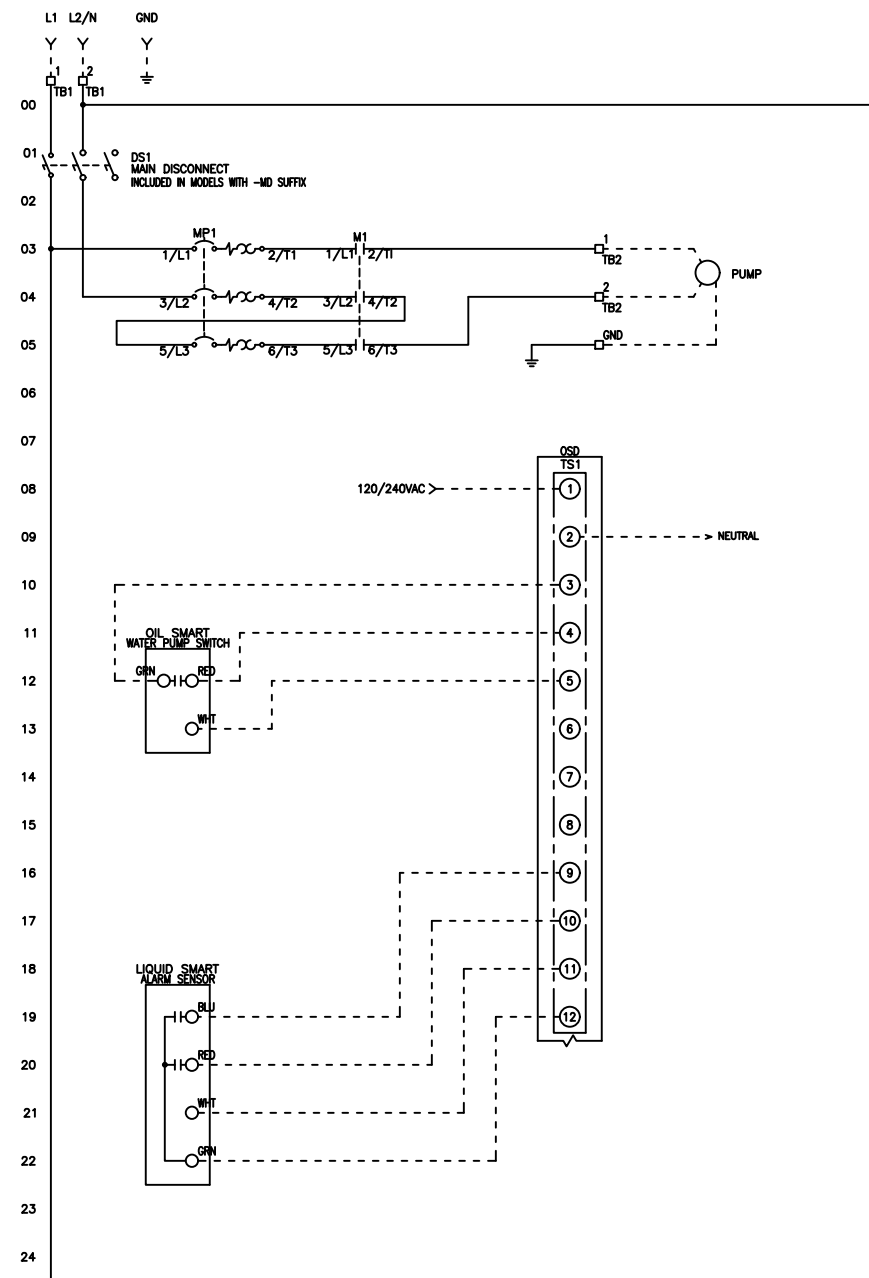 L1 L2/N GND
1 2
TB1 TB1
00
01 DS1
MAIN DISCONNECT
INCLUDED IN MODELS WITH -MD SUFFIX
02
MP1 M1 1
03 1/L1 2/T1 1/L1 2/TI TB2
PUMP
2
04 3/L2 4/T2 3/L2 4/T2 TB2
GND
05 5/L3 6/T3 5/L3 6/T3
06
07
OSD
TS1
08 120/240VAC 1
09 2 NEUTRAL
10 3
11 OIL SMART 4
WATER PUMP SWITCH
GRN RED
12 5
WHT
13 6
14 7
15 8
16 9
17 10
18 LIQUID SMART 11
ALARM SENSOR
BLU
19 12
RED
20
WHT
21
GRN
22
23
24